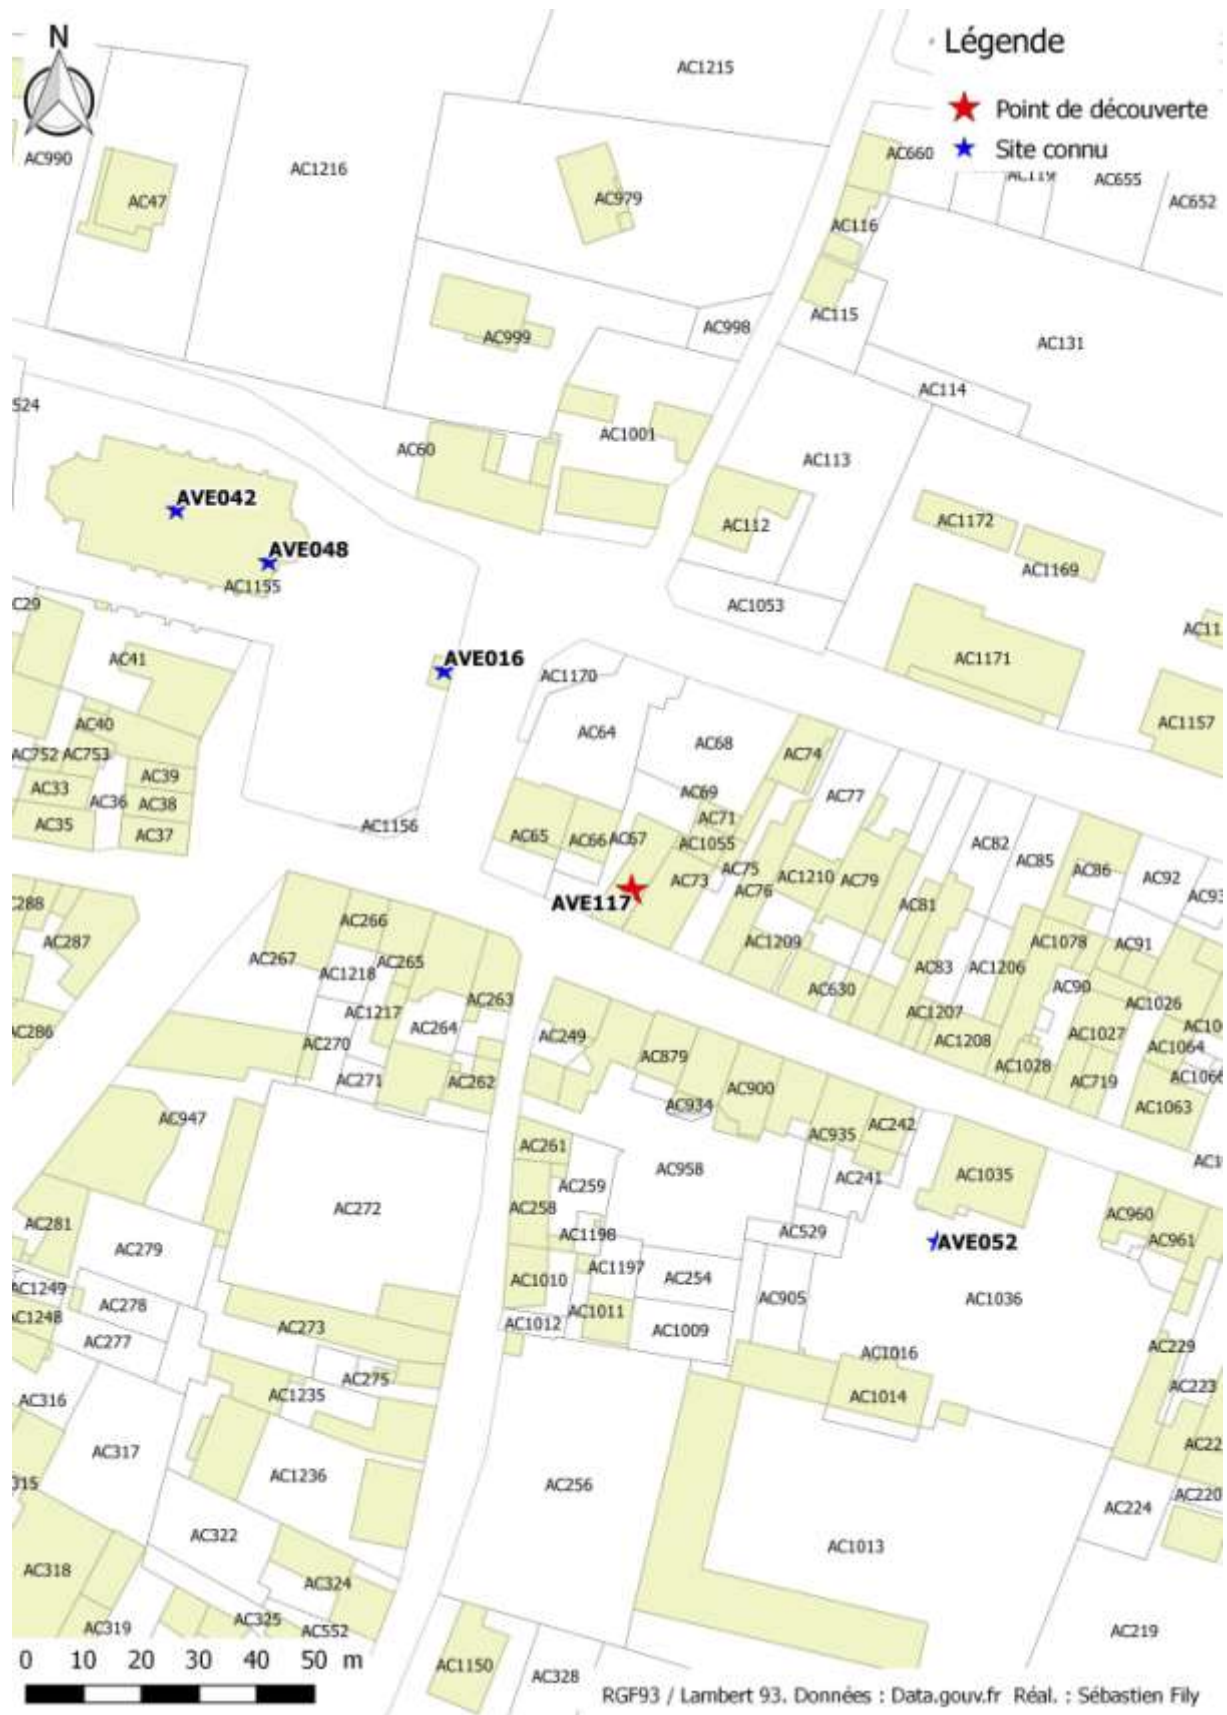 N
Légende
Point de découverte
Site connu
AC1215
AC660
AC119
AC655
AC652
AC990
AC1216
AC47
AC979
AC116
AC115
AC998
AC999
AC131
AC114
524
AC60
AC1001
AC113
AVE042
AC112
AC1172
AVE048
AC1169
AC1155
AC29
AC1053
AC41
AVE016
AC1171
AC1170
AC40
AC64
AC68
AC1157
AC752
AC753
AC74
AC39
AC33
AC36
AC38
AC69
AC77
AC35
AC37
AC1156
AC71
AC65
AC66
AC67
AC1055
AC82
AC85
AC86
AC73
AC75
AC76
AC1210
AC79
AC92
AC93
AVE117
AC81
C288
AC266
AC287
AC1209
AC1078
AC91
AC267
AC265
AC1218
AC83
AC1206
AC630
AC90
AC263
AC1217
AC1026
AC286
AC264
AC249
AC1207
AC1027
AC270
AC1208
AC1064
AC879
AC271
AC262
AC900
AC1028
AC719
AC1066
AC934
AC1063
AC947
AC242
AC261
AC935
AC958
AC1035
AC241
AC259
AC272
AC258
AC281
AC1198
AC529
AC960
AC961
AC279
AVE052
AC1197
AC1010
AC254
AC1249
AC278
AC905
AC1036
AC1011
AC1248
AC1012
AC273
AC1009
AC277
AC229
AC1016
AC275
AC223
AC316
AC1235
AC1014
AC317
315
AC1236
AC256
AC220
AC224
AC322
AC1013
AC318
AC324
AC325
AC319
AC552
AC219
AC1150
AC328
0 10 20 30 40 50 m
RGF93 / Lambert 93. Données : Data.gouv.fr Réal. : Sébastien Fily